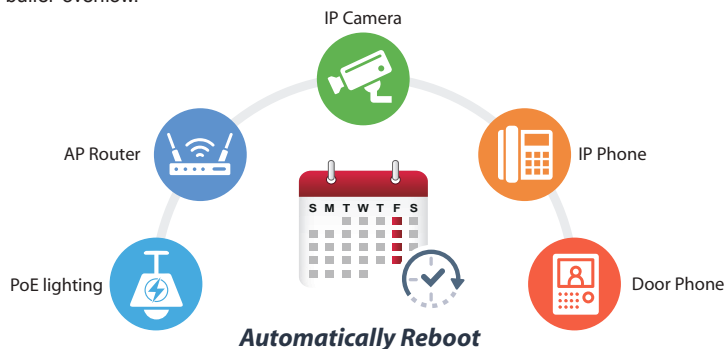 IP Camera
AP Router
IP Phone
S M T W T F S
PoE lighting
Door Phone
Automatically Reboot